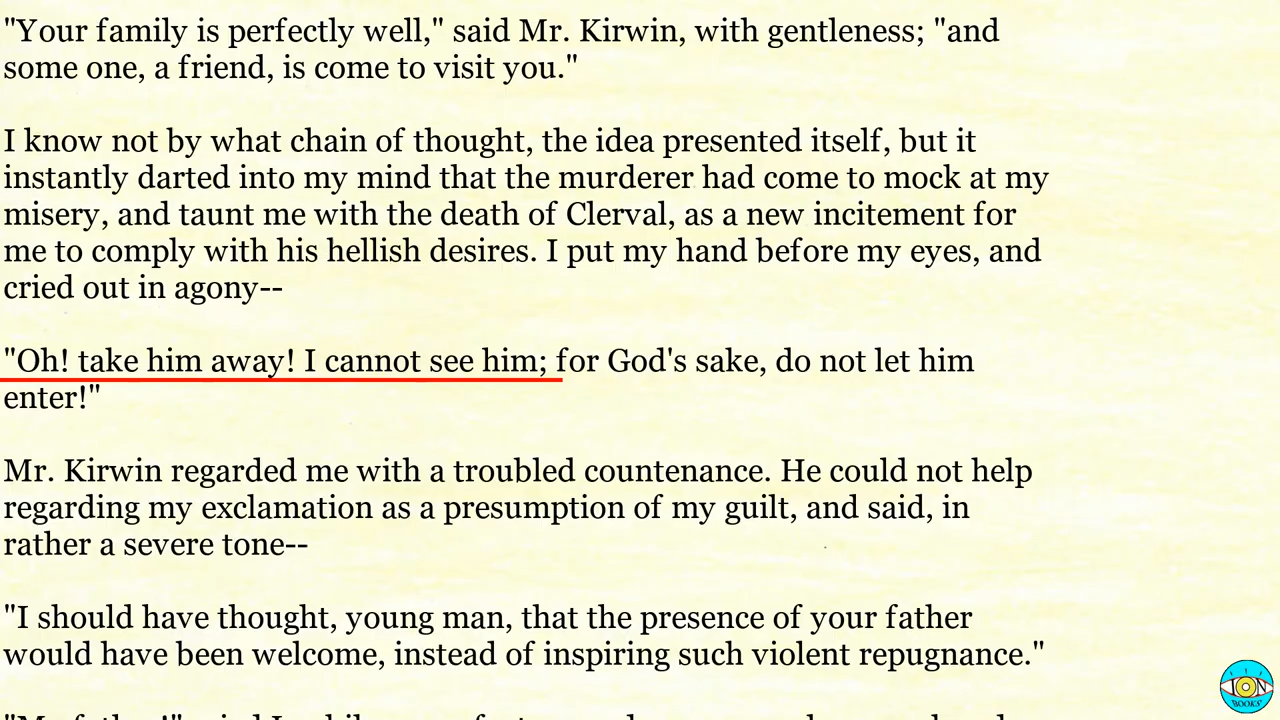 "Your family is perfectly well," said Mr. Kirwin, with gentleness; "and
some one, a friend, is come to visit you."
I know not by what chain of thought, the idea presented itself, but it
instantly darted into my mind that the murderer had come to mock at my
misery, and taunt me with the death of Clerval, as a new incitement for
me to comply with his hellish desires. I put my hand before my eyes, and
cried out in agony--
"Oh! take him away! I cannot see him; for God's sake, do not let him
enter!"
Mr. Kirwin regarded me with a troubled countenance. He could not help
regarding my exclamation as a presumption of my guilt, and said, in
rather a severe tone--
"I should have thought, young man, that the presence of your father
would have been welcome, instead of inspiring such violent repugnance."
ION
BOOKS